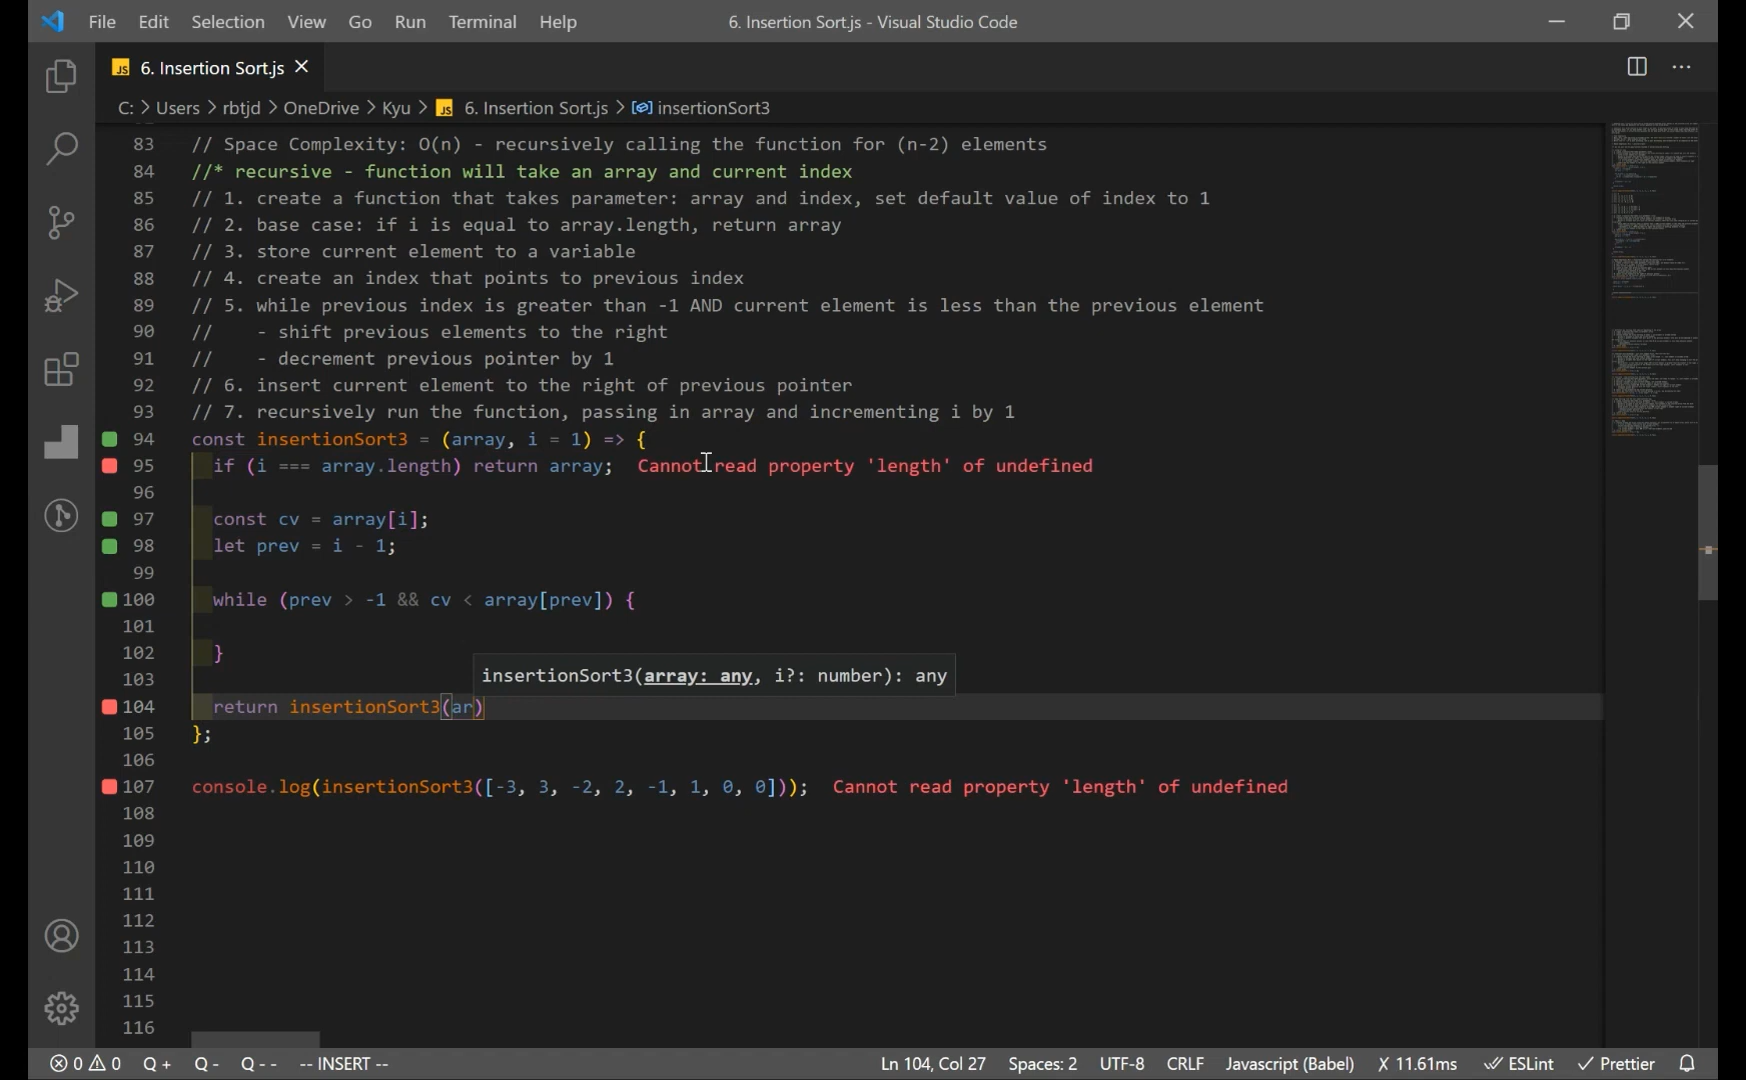 File Edit Selection View Go Run Terminal Help 6. Insertion Sort.js - Visual Studio Code
JS 6. Insertion Sort.js
C: > Users > rbtjd > OneDrive > Kyu > JS 6. Insertion Sort.js > insertionSort3
83 // Space Complexity: O(n) - recursively calling the function for (n-2) elements
84 //* recursive - function will take an array and current index
85 // 1. create a function that takes parameter: array and index, set default value of index to 1
86 // 2. base case: if i is equal to array.length, return array
87 // 3. store current element to a variable
88 // 4. create an index that points to previous index
89 // 5. while previous index is greater than -1 AND current element is less than the previous element
90 //    - shift previous elements to the right
91 //    - decrement previous pointer by 1
92 // 6. insert current element to the right of previous pointer
93 // 7. recursively run the function, passing in array and incrementing i by 1
94 const insertionSort3 = (array, i = 1) => {
95   if (i === array.length) return array;  Cannot read property 'length' of undefined
96
97   const cv = array[i];
98   let prev = i - 1;
99
100   while (prev > -1 && cv < array[prev]) {
101
102   }
103
insertionSort3(array: any, i?: number): any
104   return insertionSort3(ar)
105 };
106
107 console.log(insertionSort3([-3, 3, -2, 2, -1, 1, 0, 0]));  Cannot read property 'length' of undefined
108
109
110
111
112
113
114
115
116
0 0 Q + Q - Q - - -- INSERT -- Ln 104, Col 27 Spaces: 2 UTF-8 CRLF Javascript (Babel) X 11.61ms ESLint Prettier